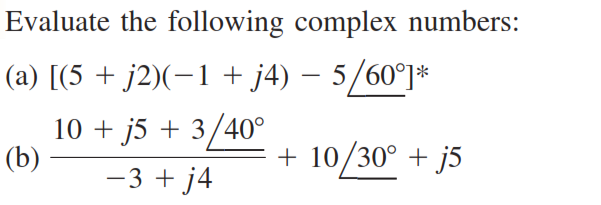 Evaluate the following complex numbers:
(a) [(5 + j2)(−1 + j4) − 5/60°]*
10 + j5 + 3/40°
(b) + 10/30° + j5
−3 + j4